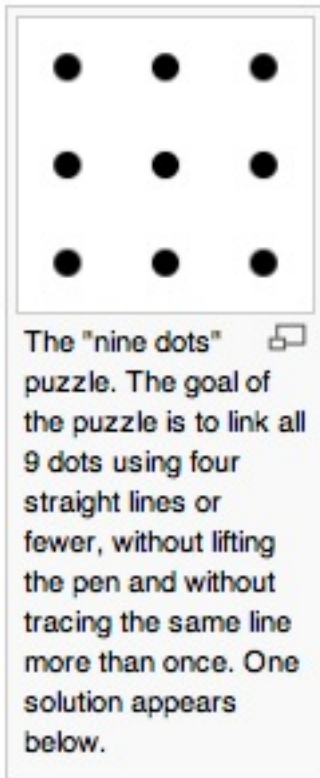 The "nine dots"
puzzle. The goal of
the puzzle is to link all
9 dots using four
straight lines or
fewer, without lifting
the pen and without
tracing the same line
more than once. One
solution appears
below.